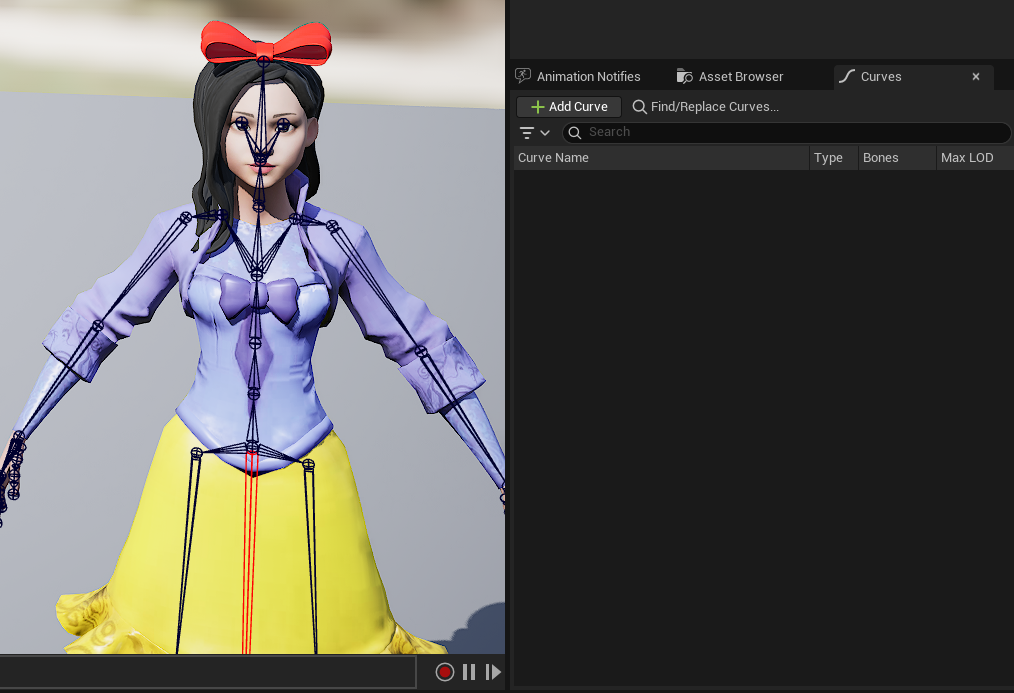 Animation Notifies Asset Browser Curves
Add Curve Find/Replace Curves...
Search
Curve Name Type Bones Max LOD